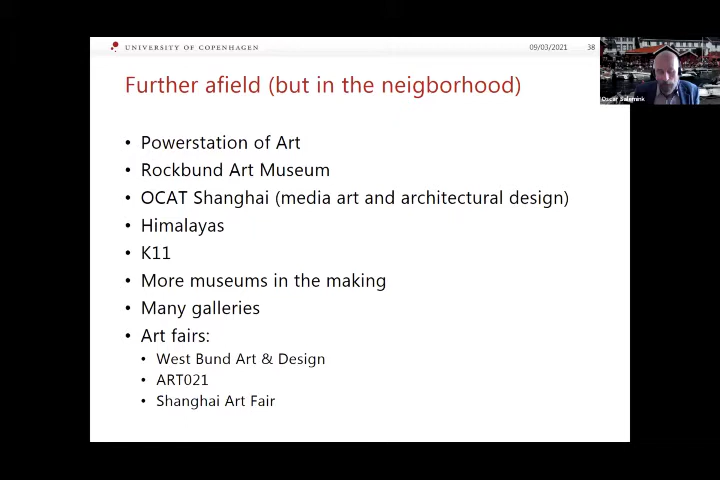 UNIVERSITY OF COPENHAGEN
09/03/2021 38
Further afield (but in the neigborhood)
• Powerstation of Art
• Rockbund Art Museum
• OCAT Shanghai (media art and architectural design)
• Himalayas
• K11
• More museums in the making
• Many galleries
• Art fairs:
• West Bund Art & Design
• ART021
• Shanghai Art Fair
Oscar Salemink